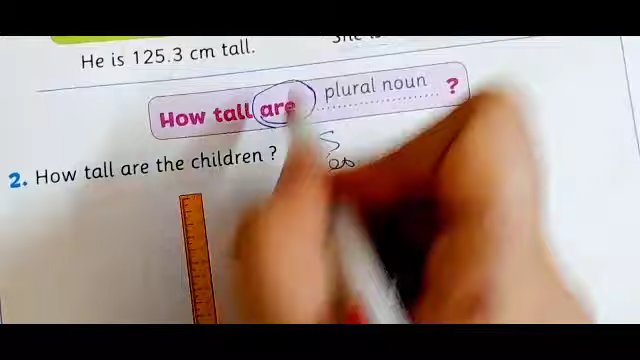 He is 125.3 cm tall.
How tall are plural noun ?
2. How tall are the children ?